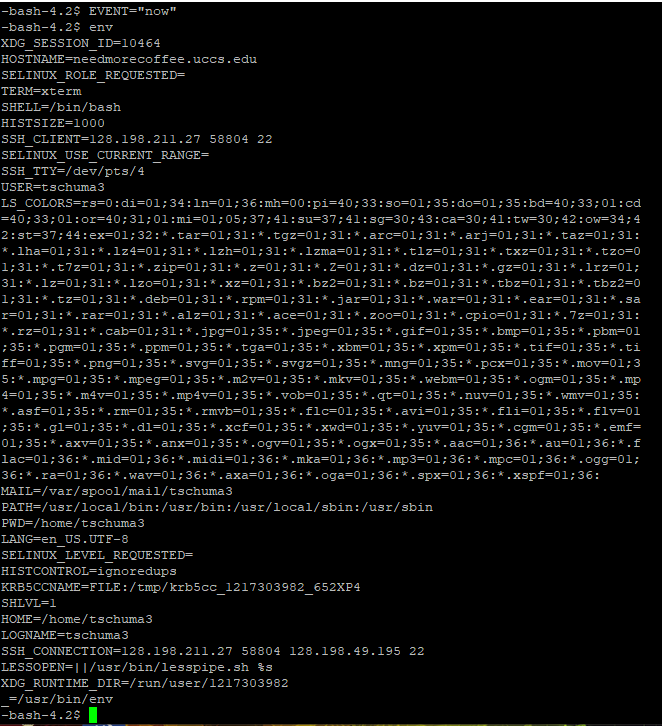 -bash-4.2$ EVENT="now"
-bash-4.2$ env
XDG_SESSION_ID=10464
HOSTNAME=needmorecoffee.uccs.edu
SELINUX_ROLE_REQUESTED=
TERM=xterm
SHELL=/bin/bash
HISTSIZE=1000
SSH_CLIENT=128.198.211.27 58804 22
SELINUX_USE_CURRENT_RANGE=
SSH_TTY=/dev/pts/4
USER=tschuma3
LS_COLORS=rs=0:di=01;34:ln=01;36:mh=00:pi=40;33:so=01;35:do=01;35:bd=40;33;01:cd
=40;33;01:or=40;31;01:mi=01;05;37;41:su=37;41:sg=30;43:ca=30;41:tw=30;42:ow=34;4
2:st=37;44:ex=01;32:*.tar=01;31:*.tgz=01;31:*.arc=01;31:*.arj=01;31:*.taz=01;31:
*.lha=01;31:*.lz4=01;31:*.lzh=01;31:*.lzma=01;31:*.tlz=01;31:*.txz=01;31:*.tzo=0
1;31:*.t7z=01;31:*.zip=01;31:*.z=01;31:*.Z=01;31:*.dz=01;31:*.gz=01;31:*.lrz=01;
31:*.lz=01;31:*.lzo=01;31:*.xz=01;31:*.bz2=01;31:*.bz=01;31:*.tbz=01;31:*.tbz2=0
1;31:*.tz=01;31:*.deb=01;31:*.rpm=01;31:*.jar=01;31:*.war=01;31:*.ear=01;31:*.sa
r=01;31:*.rar=01;31:*.alz=01;31:*.ace=01;31:*.zoo=01;31:*.cpio=01;31:*.7z=01;31:
*.rz=01;31:*.cab=01;31:*.jpg=01;35:*.jpeg=01;35:*.gif=01;35:*.bmp=01;35:*.pbm=01
;35:*.pgm=01;35:*.ppm=01;35:*.tga=01;35:*.xbm=01;35:*.xpm=01;35:*.tif=01;35:*.ti
ff=01;35:*.png=01;35:*.svg=01;35:*.svgz=01;35:*.mng=01;35:*.pcx=01;35:*.mov=01;3
5:*.mpg=01;35:*.mpeg=01;35:*.m2v=01;35:*.mkv=01;35:*.webm=01;35:*.ogm=01;35:*.mp
4=01;35:*.m4v=01;35:*.mp4v=01;35:*.vob=01;35:*.qt=01;35:*.nuv=01;35:*.wmv=01;35:
*.asf=01;35:*.rm=01;35:*.rmvb=01;35:*.flc=01;35:*.avi=01;35:*.fli=01;35:*.flv=01
;35:*.gl=01;35:*.dl=01;35:*.xcf=01;35:*.xwd=01;35:*.yuv=01;35:*.cgm=01;35:*.emf=
01;35:*.axv=01;35:*.anx=01;35:*.ogv=01;35:*.ogx=01;35:*.aac=01;36:*.au=01;36:*.f
lac=01;36:*.mid=01;36:*.midi=01;36:*.mka=01;36:*.mp3=01;36:*.mpc=01;36:*.ogg=01;
36:*.ra=01;36:*.wav=01;36:*.axa=01;36:*.oga=01;36:*.spx=01;36:*.xspf=01;36:
MAIL=/var/spool/mail/tschuma3
PATH=/usr/local/bin:/usr/bin:/usr/local/sbin:/usr/sbin
PWD=/home/tschuma3
LANG=en_US.UTF-8
SELINUX_LEVEL_REQUESTED=
HISTCONTROL=ignoredups
KRB5CCNAME=FILE:/tmp/krb5cc_1217303982_652XP4
SHLVL=1
HOME=/home/tschuma3
LOGNAME=tschuma3
SSH_CONNECTION=128.198.211.27 58804 128.198.49.195 22
LESSOPEN=||/usr/bin/lesspipe.sh %s
XDG_RUNTIME_DIR=/run/user/1217303982
_=/usr/bin/env
-bash-4.2$